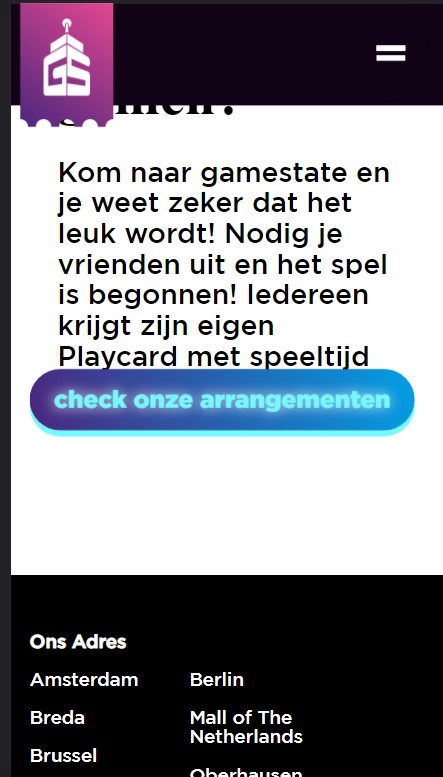 GS
Kom naar gamestate en
je weet zeker dat het
leuk wordt! Nodig je
vrienden uit en het spel
is begonnen! Iedereen
krijgt zijn eigen
Playcard met speeltijd
check onze arrangementen
Ons Adres
Amsterdam
Breda
Brussel
Berlin
Mall of The
Netherlands
Oberhausen